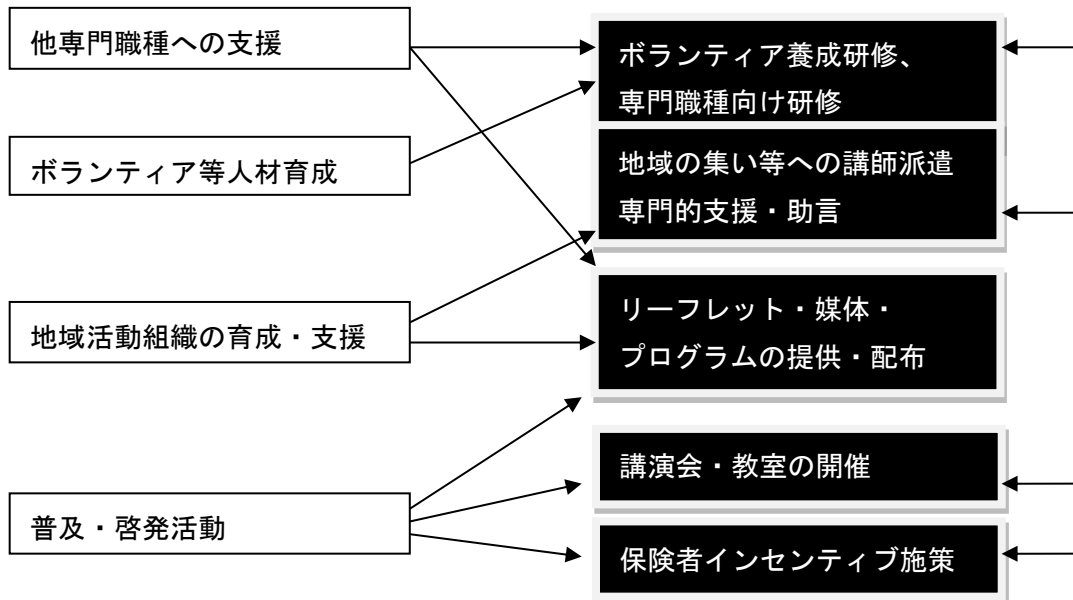 他専門職種への支援
ボランティア等人材育成
地域活動組織の育成・支援
普及・啓発活動
ボランティア養成研修、
専門職種向け研修
地域の集い等への講師派遣
専門的支援・助言
リーフレット・媒体・
プログラムの提供・配布
講演会・教室の開催
保険者インセンティブ施策